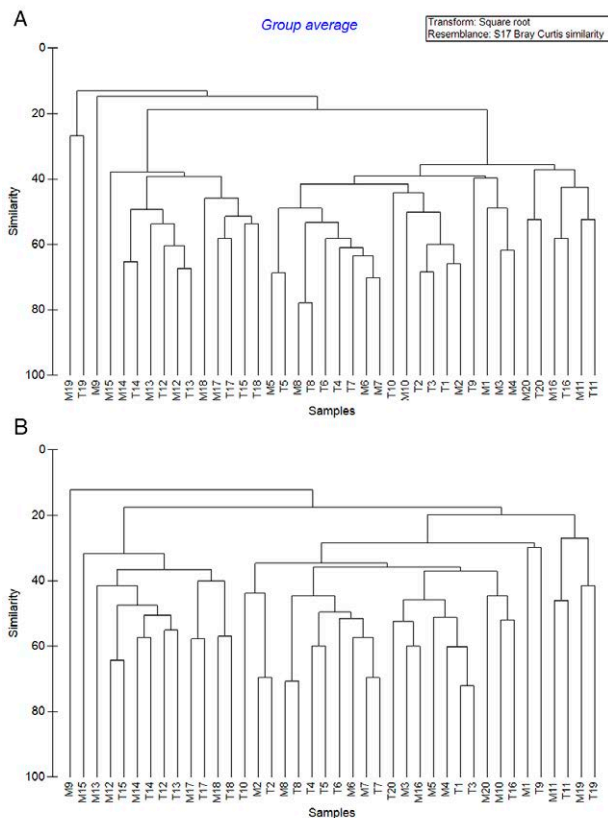 A
Group average
Transform: Square root
Resemblance: S17 Bray Curtis similarity
0
20
40
60
80
100
Similarity
M19 T19 M9 M15 M14 T14 M13 T12 M12 T13 M18 M17 T17 T15 T18 M5 T5 M8 T8 T6 T4 T7 M6 M7 T10 M10 T2 T3 T1 M2 T9 M1 M3 M4 M20 T20 M16 T16 M11 T11
Samples
B
0
20
40
60
80
100
Similarity
M9 M15 M13 M12 T15 M14 T14 T12 T13 M17 T17 M18 T18 T10 M2 T2 M8 T8 T4 T5 T6 M6 M7 T7 T20 M3 M16 M5 M4 T1 T3 M20 M10 T16 M1 T9 M11 T11 M19 T19
Samples